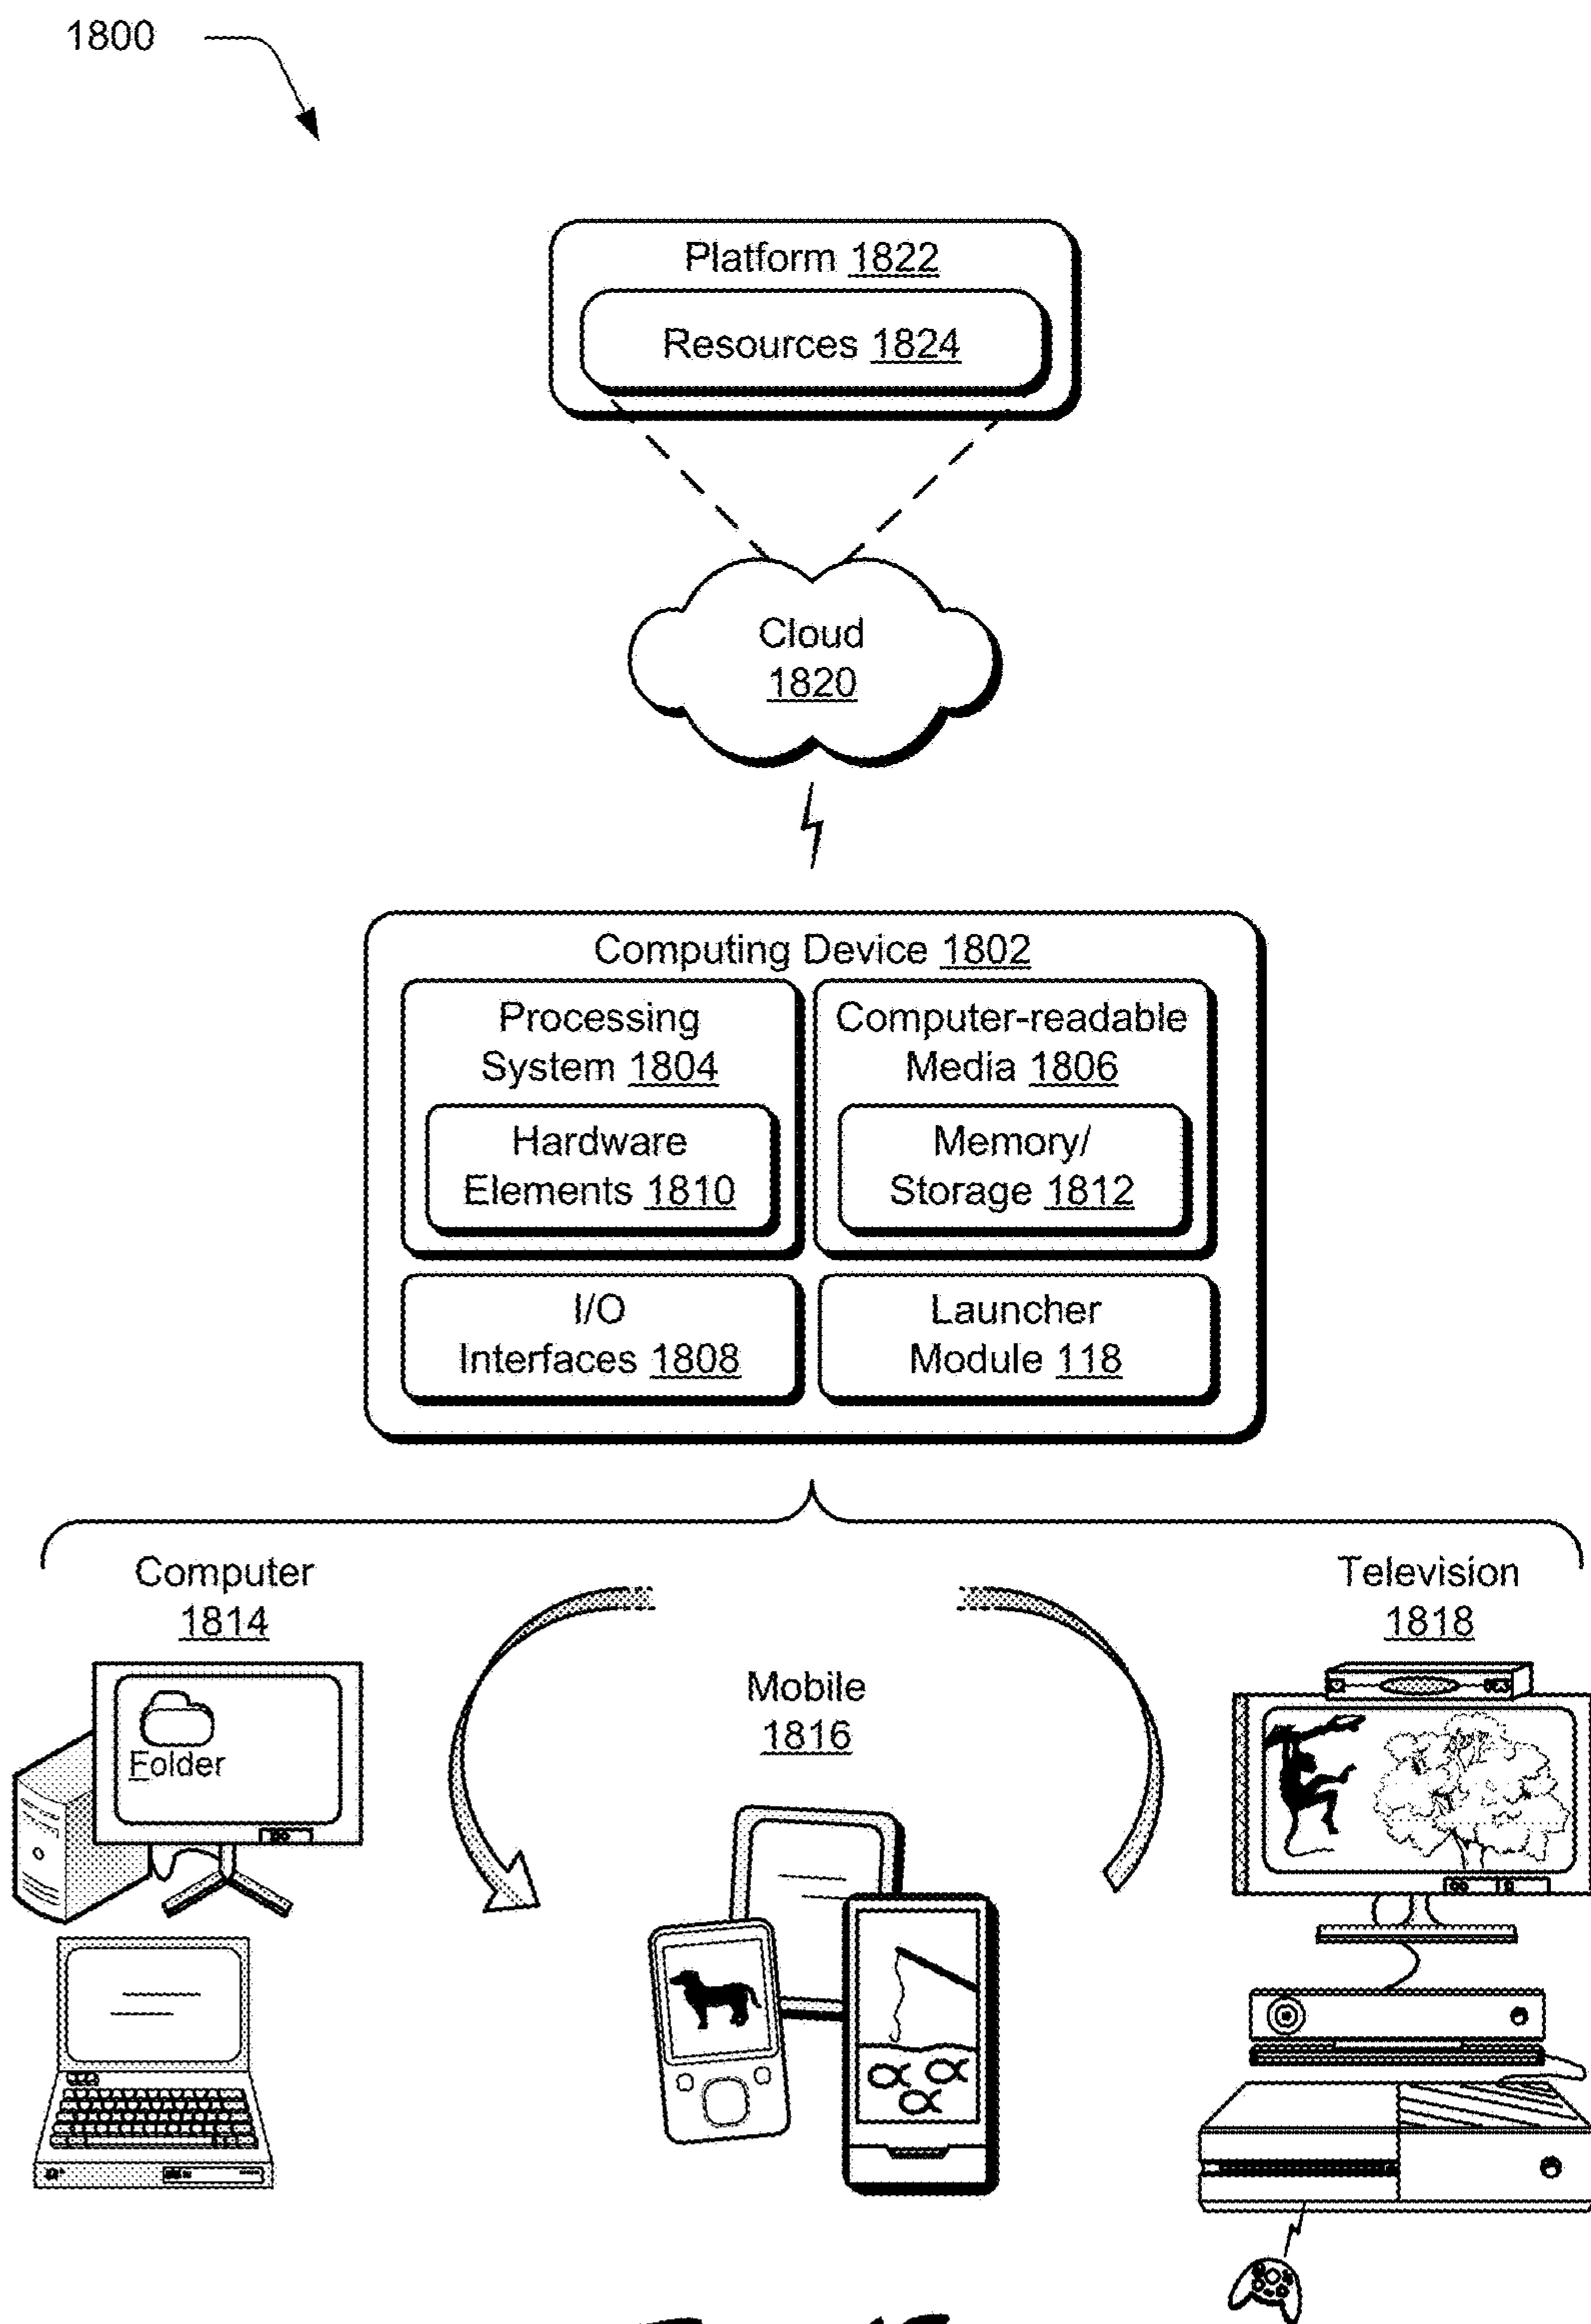 1800
Platform 1822
Resources 1824
Cloud
1820
Computing Device 1802
Processing
System 1804
Hardware
Elements 1810
Computer-readable
Media 1806
Memory/
Storage 1812
I/O
Interfaces 1808
Launcher
Module 118
Computer
1814
Folder
Mobile
1816
Television
1818